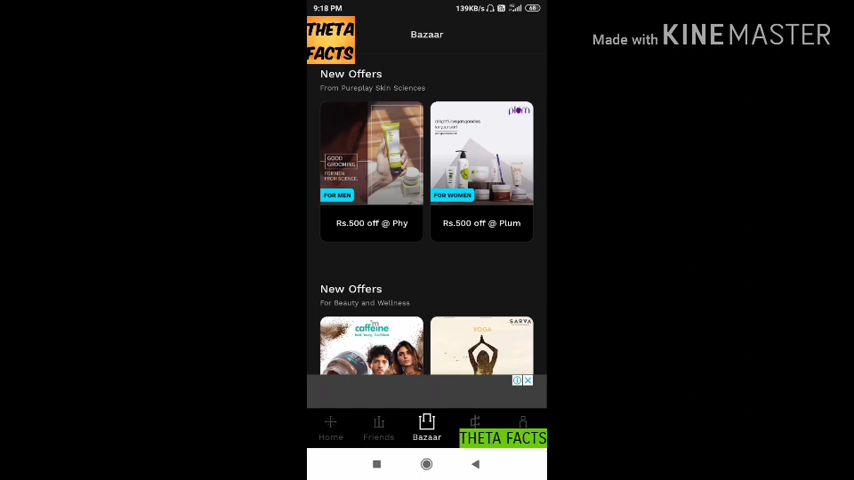 9:18 PM
139KB/s
68
THETA
FACTS
Bazaar
Made with KINEMASTER
New Offers
From Pureplay Skin Sciences
GOOD
GROOMING
FOR MEN
FROM SCIENCE.
FOR MEN
Rs.500 off @ Phy
plum
FOR WOMEN
Rs.500 off @ Plum
New Offers
For Beauty and Wellness
caffeine
SARVA
YOGA
Home
Friends
Bazaar
THETA FACTS